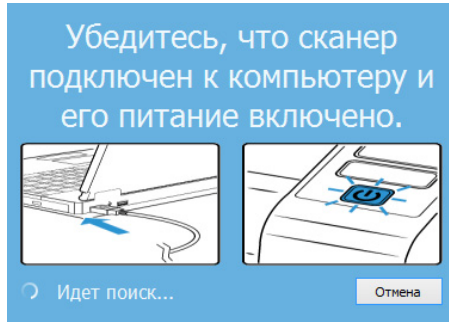 Убедитесь, что сканер
подключен к компьютеру и
его питание включено.
Идет поиск...
Отмена